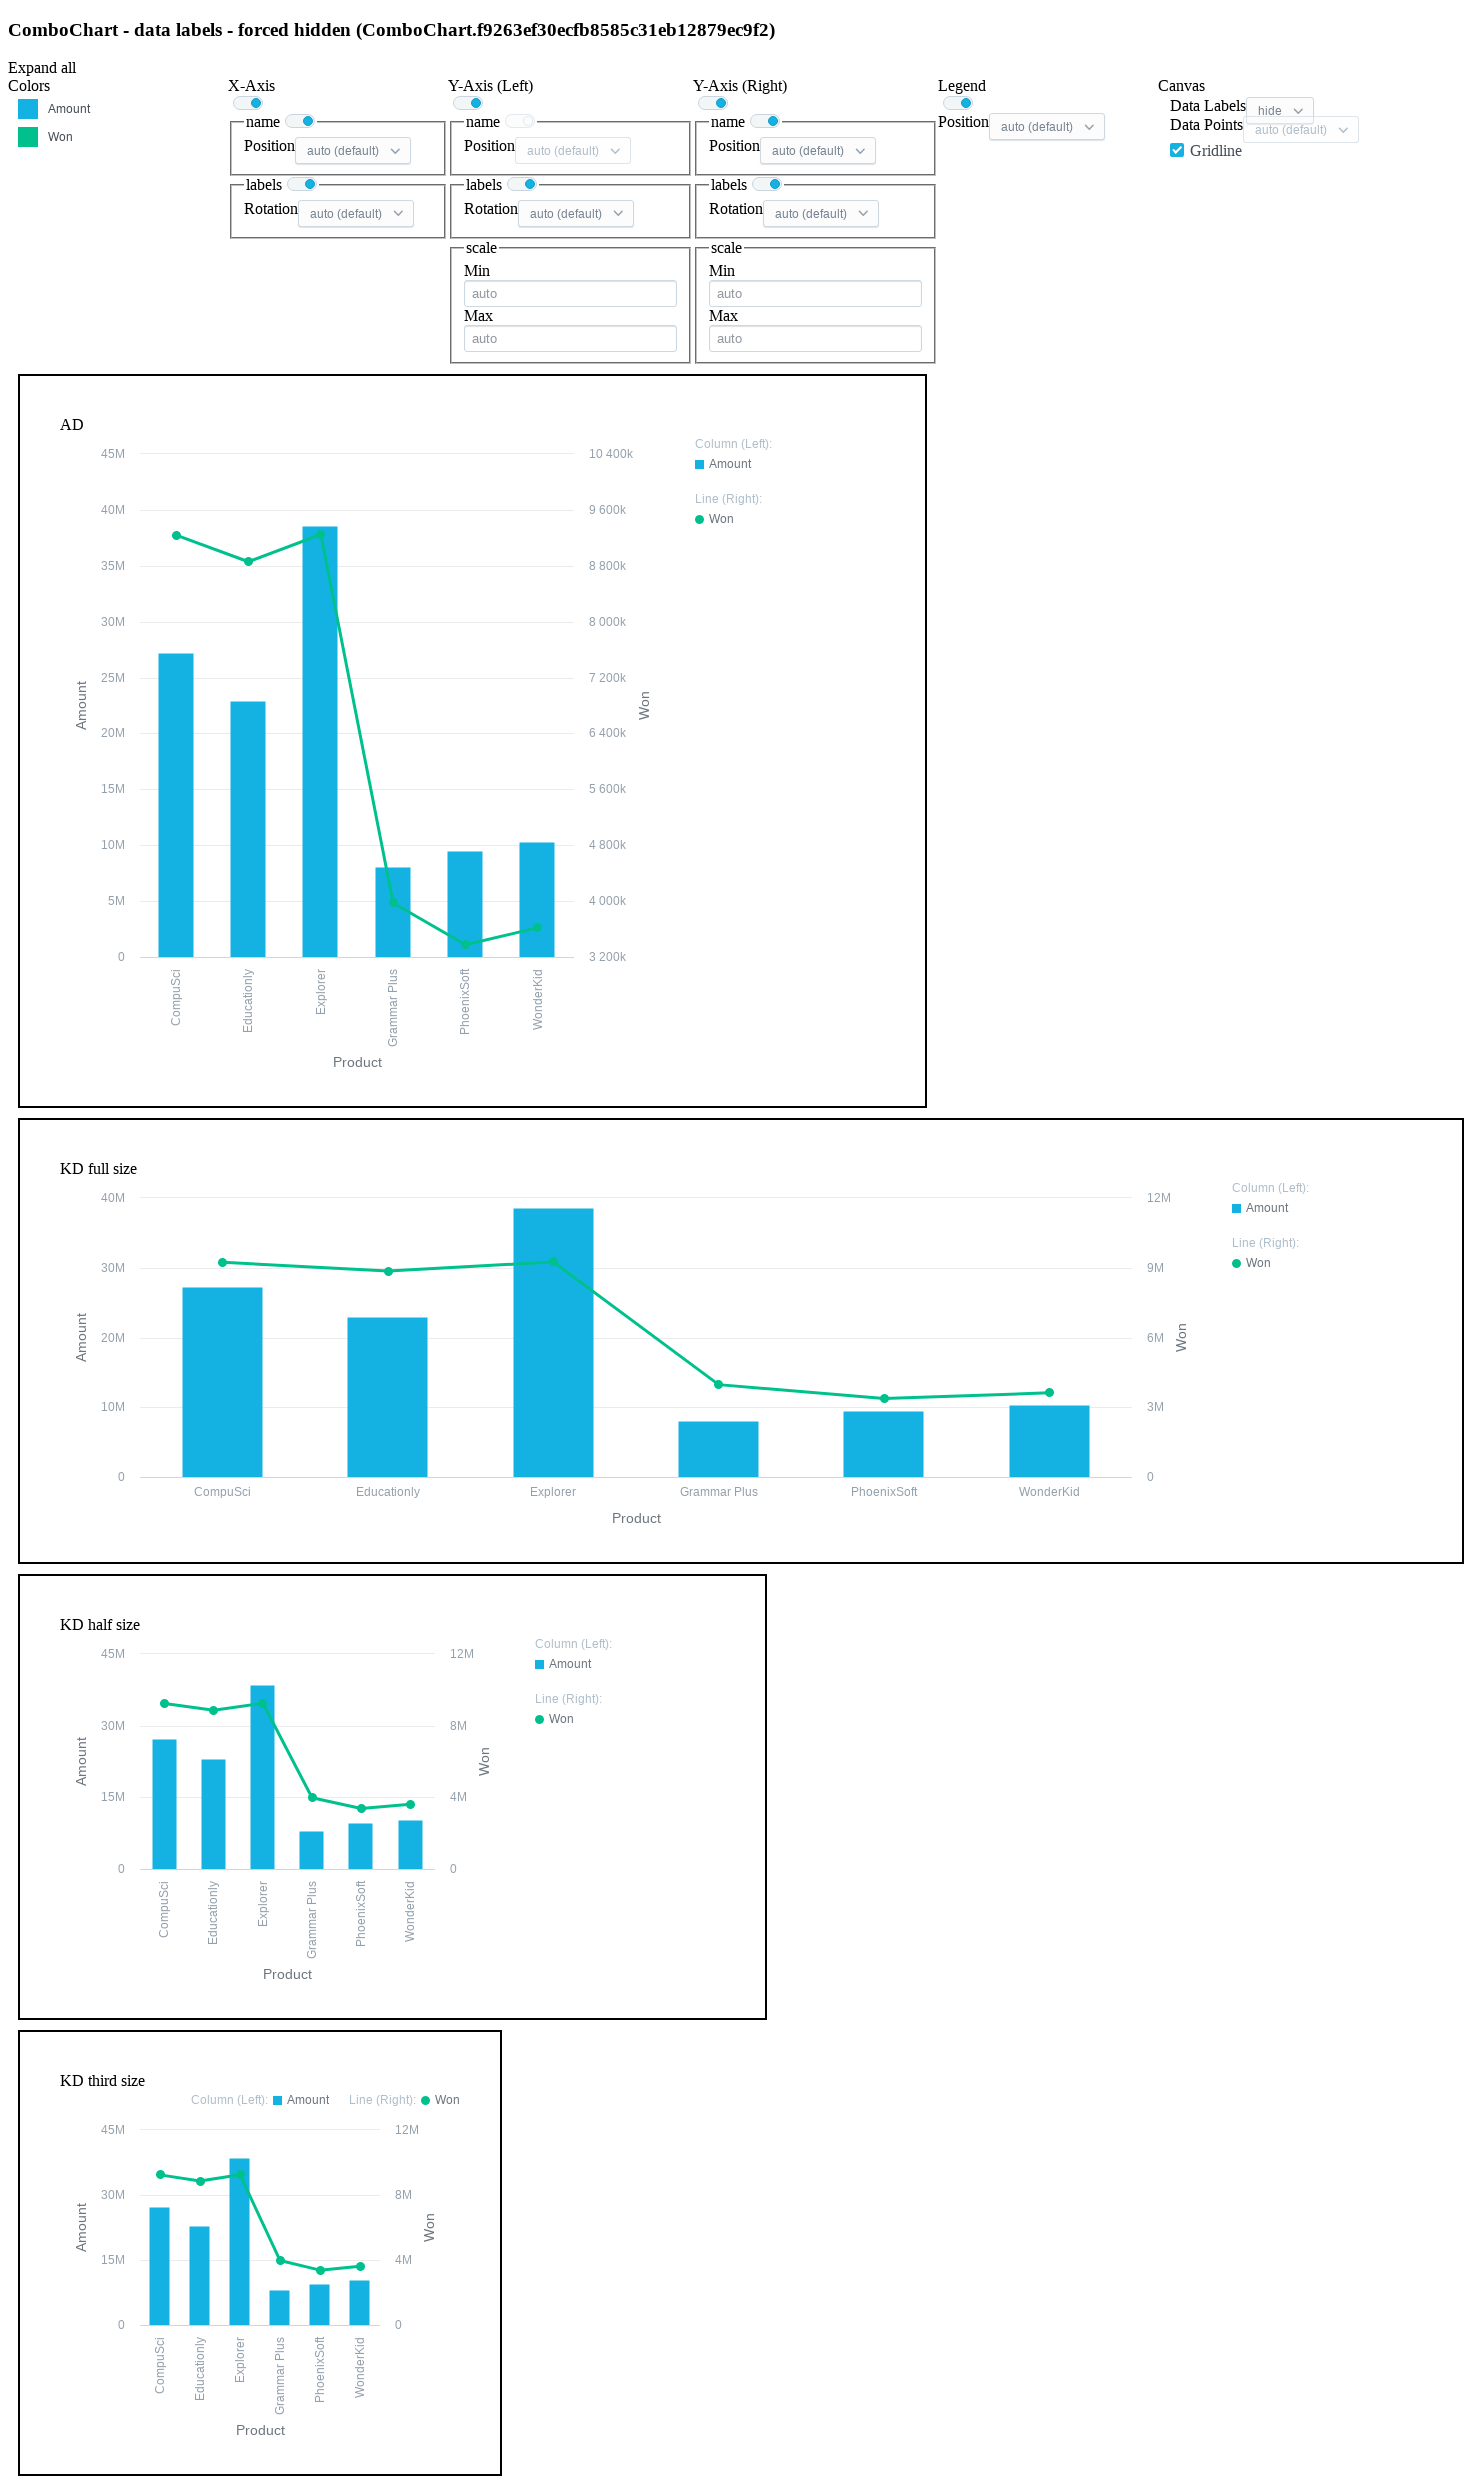 ComboChart - data labels - forced hidden (ComboChart.f9263ef30ecfb8585c31eb12879ec9f2)
Expand all
Colors
Amount
Won
X-Axis
name
Position auto (default)
labels
Rotation auto (default)
Y-Axis (Left)
name
Position auto (default)
labels
Rotation auto (default)
scale
Min
auto
Max
auto
Y-Axis (Right)
name
Position auto (default)
labels
Rotation auto (default)
scale
Min
auto
Max
auto
Legend
Position auto (default)
Canvas
Data Labels hide
Data Points auto (default)
Gridline
AD
Column (Left):
Amount
Line (Right):
Won
45M
40M
35M
30M
25M
20M
15M
10M
5M
0
Amount
10 400k
9 600k
8 800k
8 000k
7 200k
6 400k
5 600k
4 800k
4 000k
3 200k
Won
CompuSci
Educationly
Explorer
Grammar Plus
PhoenixSoft
WonderKid
Product
KD full size
Column (Left):
Amount
Line (Right):
Won
40M
30M
20M
10M
0
Amount
12M
9M
6M
3M
0
Won
CompuSci
Educationly
Explorer
Grammar Plus
PhoenixSoft
WonderKid
Product
KD half size
Column (Left):
Amount
Line (Right):
Won
45M
30M
15M
0
Amount
12M
8M
4M
0
Won
CompuSci
Educationly
Explorer
Grammar Plus
PhoenixSoft
WonderKid
Product
KD third size
Column (Left): Amount Line (Right): Won
45M
30M
15M
0
Amount
12M
8M
4M
0
Won
CompuSci
Educationly
Explorer
Grammar Plus
PhoenixSoft
WonderKid
Product